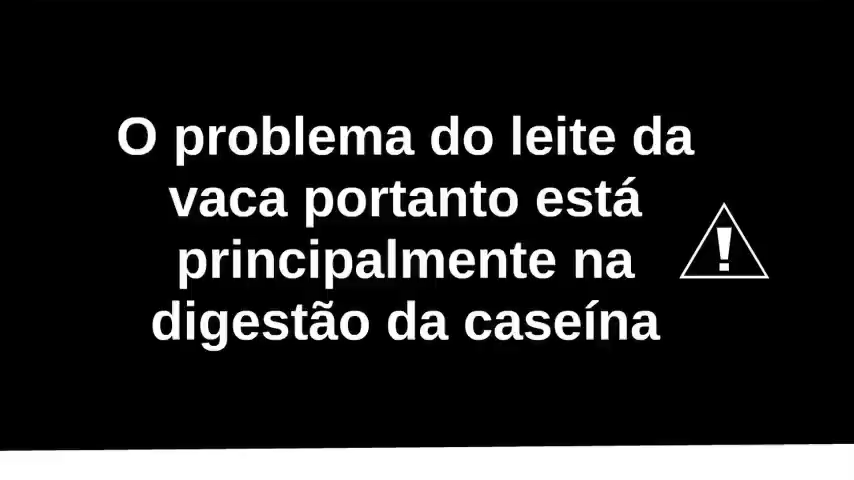 O problema do leite da
vaca portanto está
principalmente na
digestão da caseína